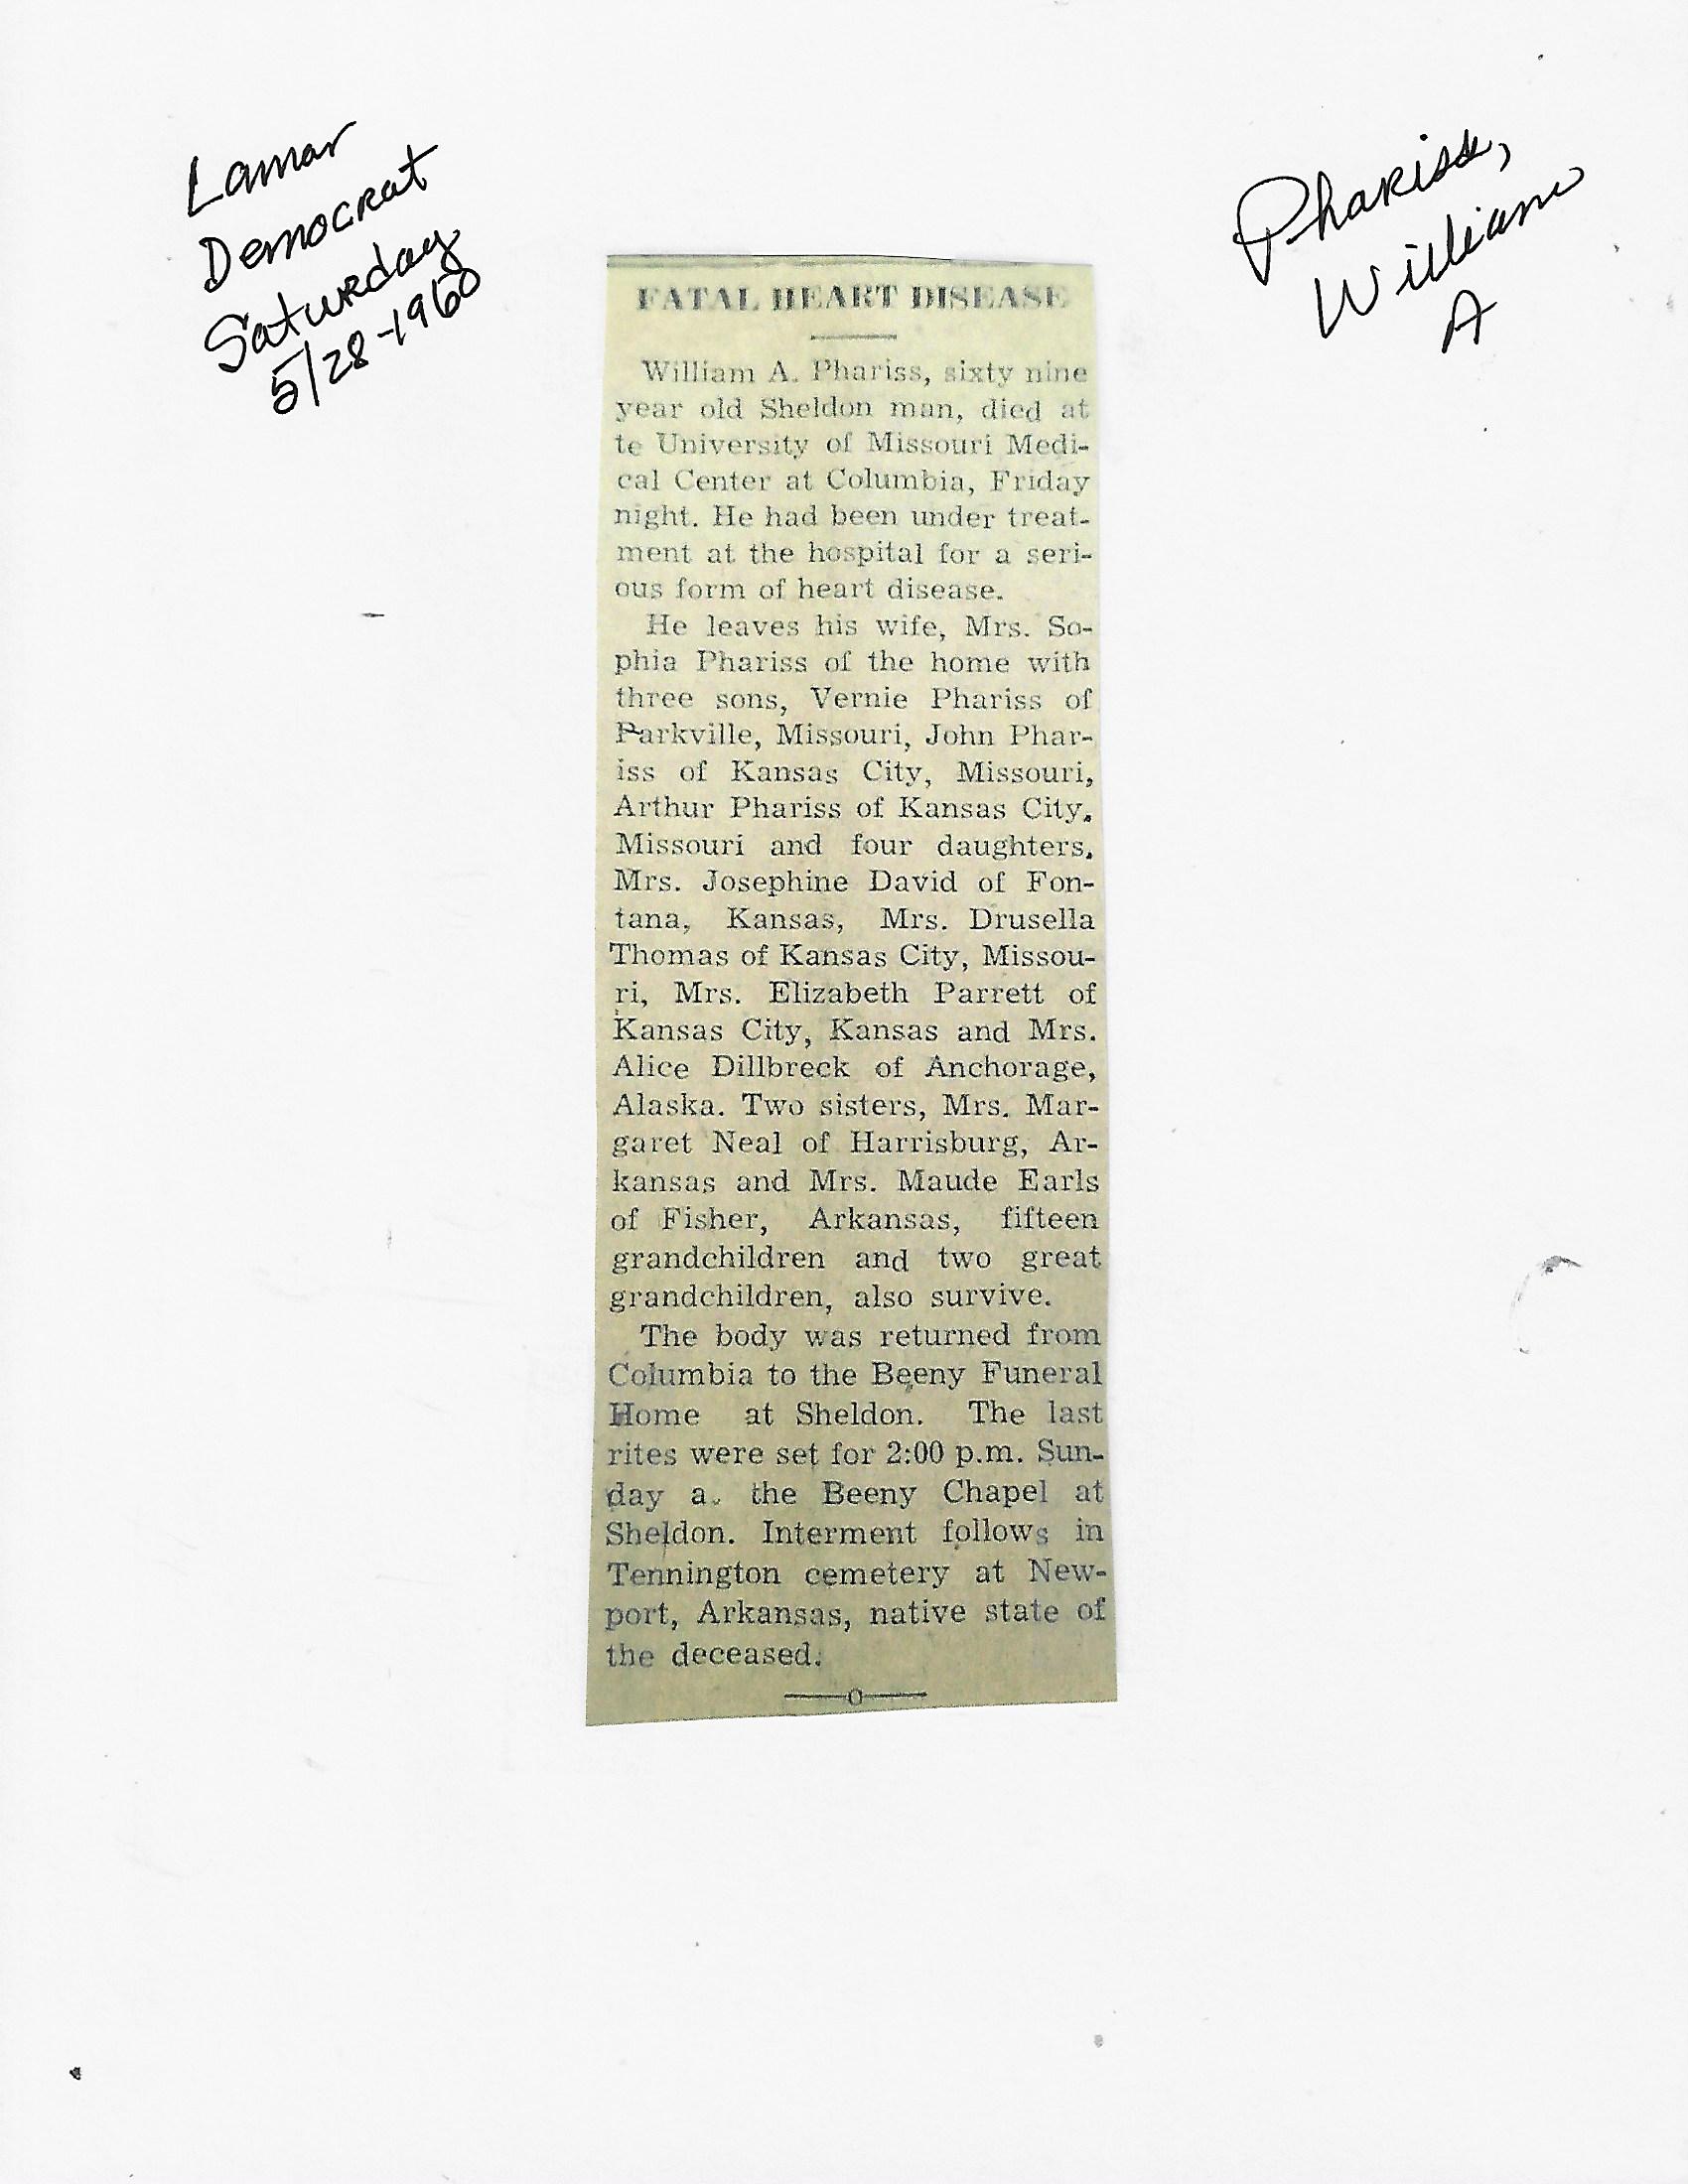 Lamar
Democrat
Saturday
5/28-1960
Phariss,
William
A
FATAL HEART DISEASE
William A. Phariss, sixty nine
year old Sheldon man, died at
te University of Missouri Medi-
cal Center at Columbia, Friday
night. He had been under treat-
ment at the hospital for a seri-
ous form of heart disease.
He leaves his wife, Mrs. So-
phia Phariss of the home with
three sons, Vernie Phariss of
Parkville, Missouri, John Phar-
iss of Kansas City, Missouri,
Arthur Phariss of Kansas City,
Missouri and four daughters,
Mrs. Josephine David of Fon-
tana, Kansas, Mrs. Drusella
Thomas of Kansas City, Missou-
ri, Mrs. Elizabeth Parrett of
Kansas City, Kansas and Mrs.
Alice Dillbreck of Anchorage,
Alaska. Two sisters, Mrs. Mar-
garet Neal of Harrisburg, Ar-
kansas and Mrs. Maude Earls
of Fisher, Arkansas, fifteen
grandchildren and two great
grandchildren, also survive.
The body was returned from
Columbia to the Beeny Funeral
Home at Sheldon. The last
rites were set for 2:00 p.m. Sun-
day a. the Beeny Chapel at
Sheldon. Interment follows in
Tennington cemetery at New-
port, Arkansas, native state of
the deceased.